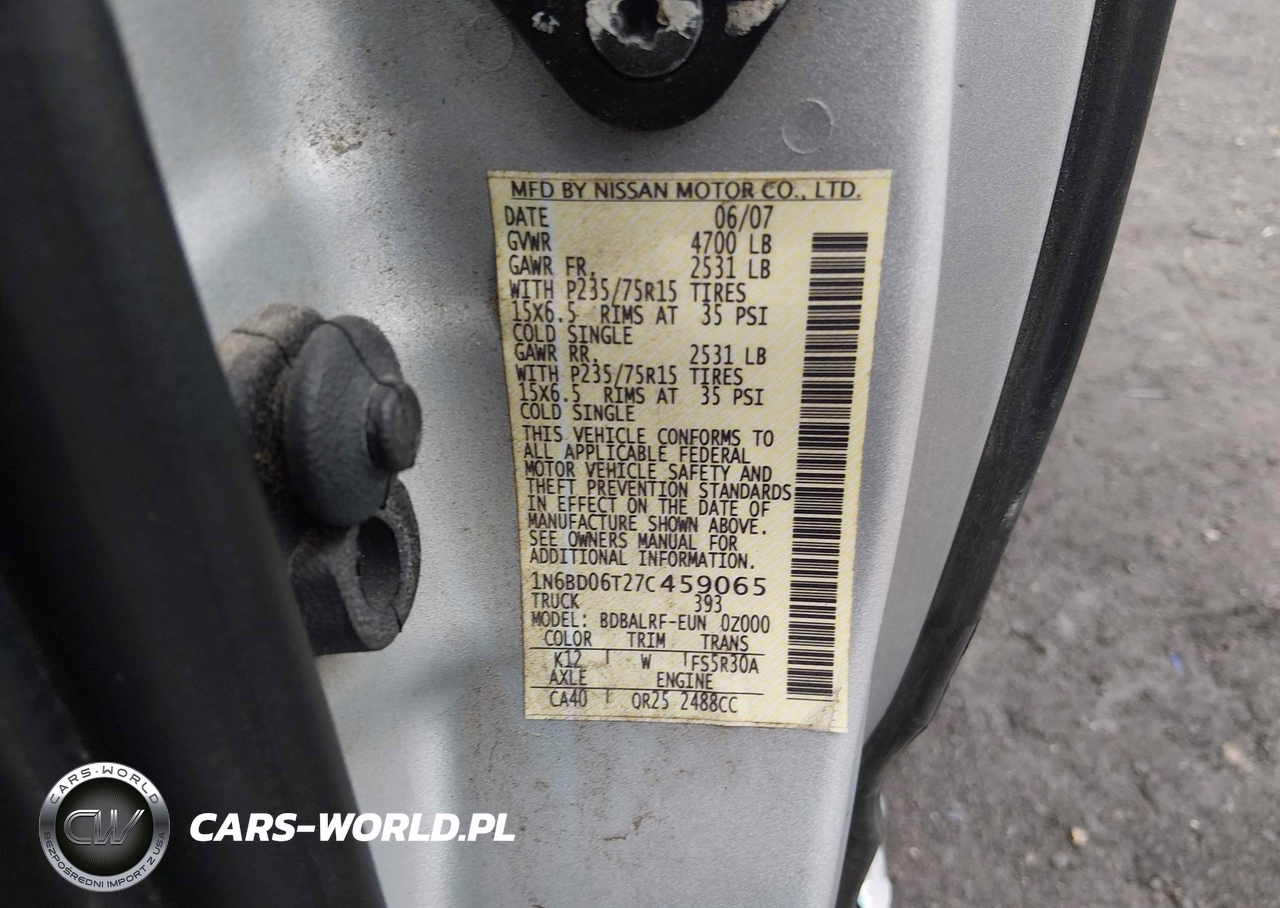 MFD BY NISSAN MOTOR CO., LTD.
DATE 06/07
GVWR 4700 LB
GAWR FR. 2531 LB
WITH P235/75R15 TIRES
15X6.5 RIMS AT 35 PSI
COLD SINGLE
GAWR RR. 2531 LB
WITH P235/75R15 TIRES
15X6.5 RIMS AT 35 PSI
COLD SINGLE
THIS VEHICLE CONFORMS TO
ALL APPLICABLE FEDERAL
MOTOR VEHICLE SAFETY AND
THEFT PREVENTION STANDARDS
IN EFFECT ON THE DATE OF
MANUFACTURE SHOWN ABOVE.
SEE OWNERS MANUAL FOR
ADDITIONAL INFORMATION.
1N6BD06T27C459065
TRUCK 393
MODEL: BDBALRF-EUN 0Z000
COLOR TRIM TRANS
K12 W FS5R30A
AXLE ENGINE
CA40 QR25 2488CC
CARS-WORLD
CW
BEZPOŚREDNI IMPORT Z USA
CARS-WORLD.PL